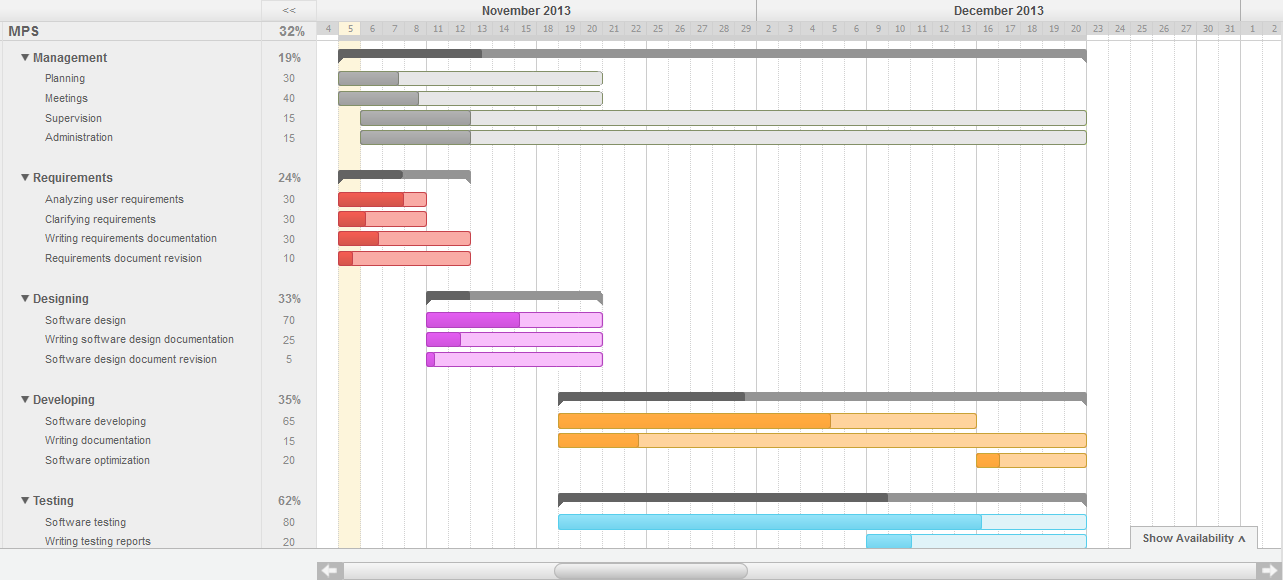 << November 2013 December 2013
MPS 32% 4 5 6 7 8 11 12 13 14 15 18 19 20 21 22 25 26 27 28 29 2 3 4 5 6 9 10 11 12 13 16 17 18 19 20 23 24 25 26 27 30 31 1 2
Management 19%
Planning 30
Meetings 40
Supervision 15
Administration 15
Requirements 24%
Analyzing user requirements 30
Clarifying requirements 30
Writing requirements documentation 30
Requirements document revision 10
Designing 33%
Software design 70
Writing software design documentation 25
Software design document revision 5
Developing 35%
Software developing 65
Writing documentation 15
Software optimization 20
Testing 62%
Software testing 80
Writing testing reports 20
Show Availability